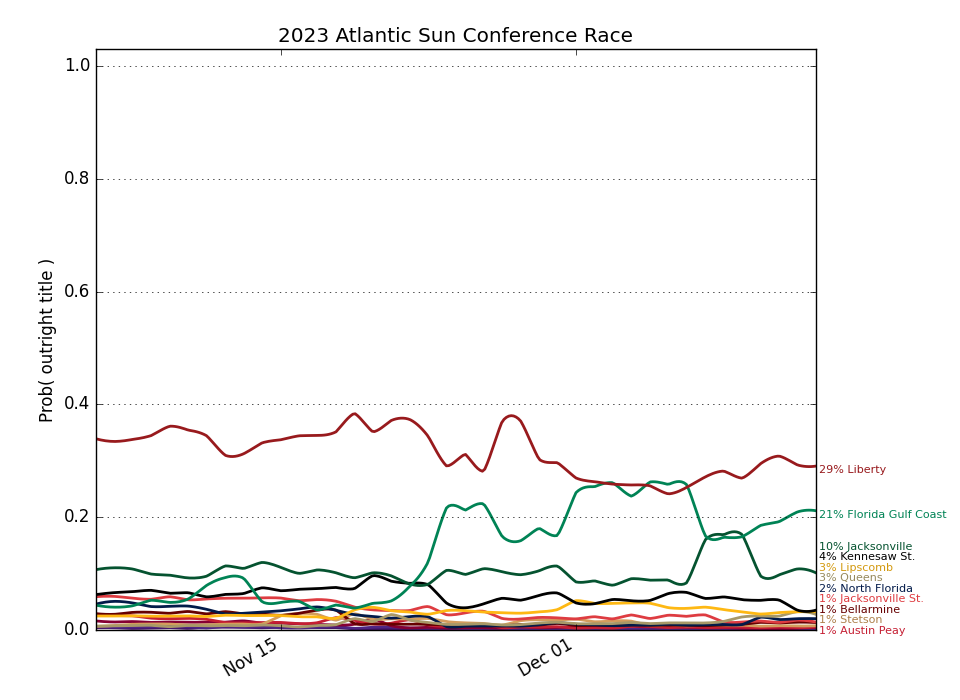 2023 Atlantic Sun Conference Race
1.0
0.8
0.6
0.4
0.2
0.0
Prob( outright title )
Nov 15
Dec 01
29% Liberty
21% Florida Gulf Coast
10% Jacksonville
4% Kennesaw St.
3% Lipscomb
3% Queens
2% North Florida
1% Jacksonville St.
1% Bellarmine
1% Stetson
1% Austin Peay